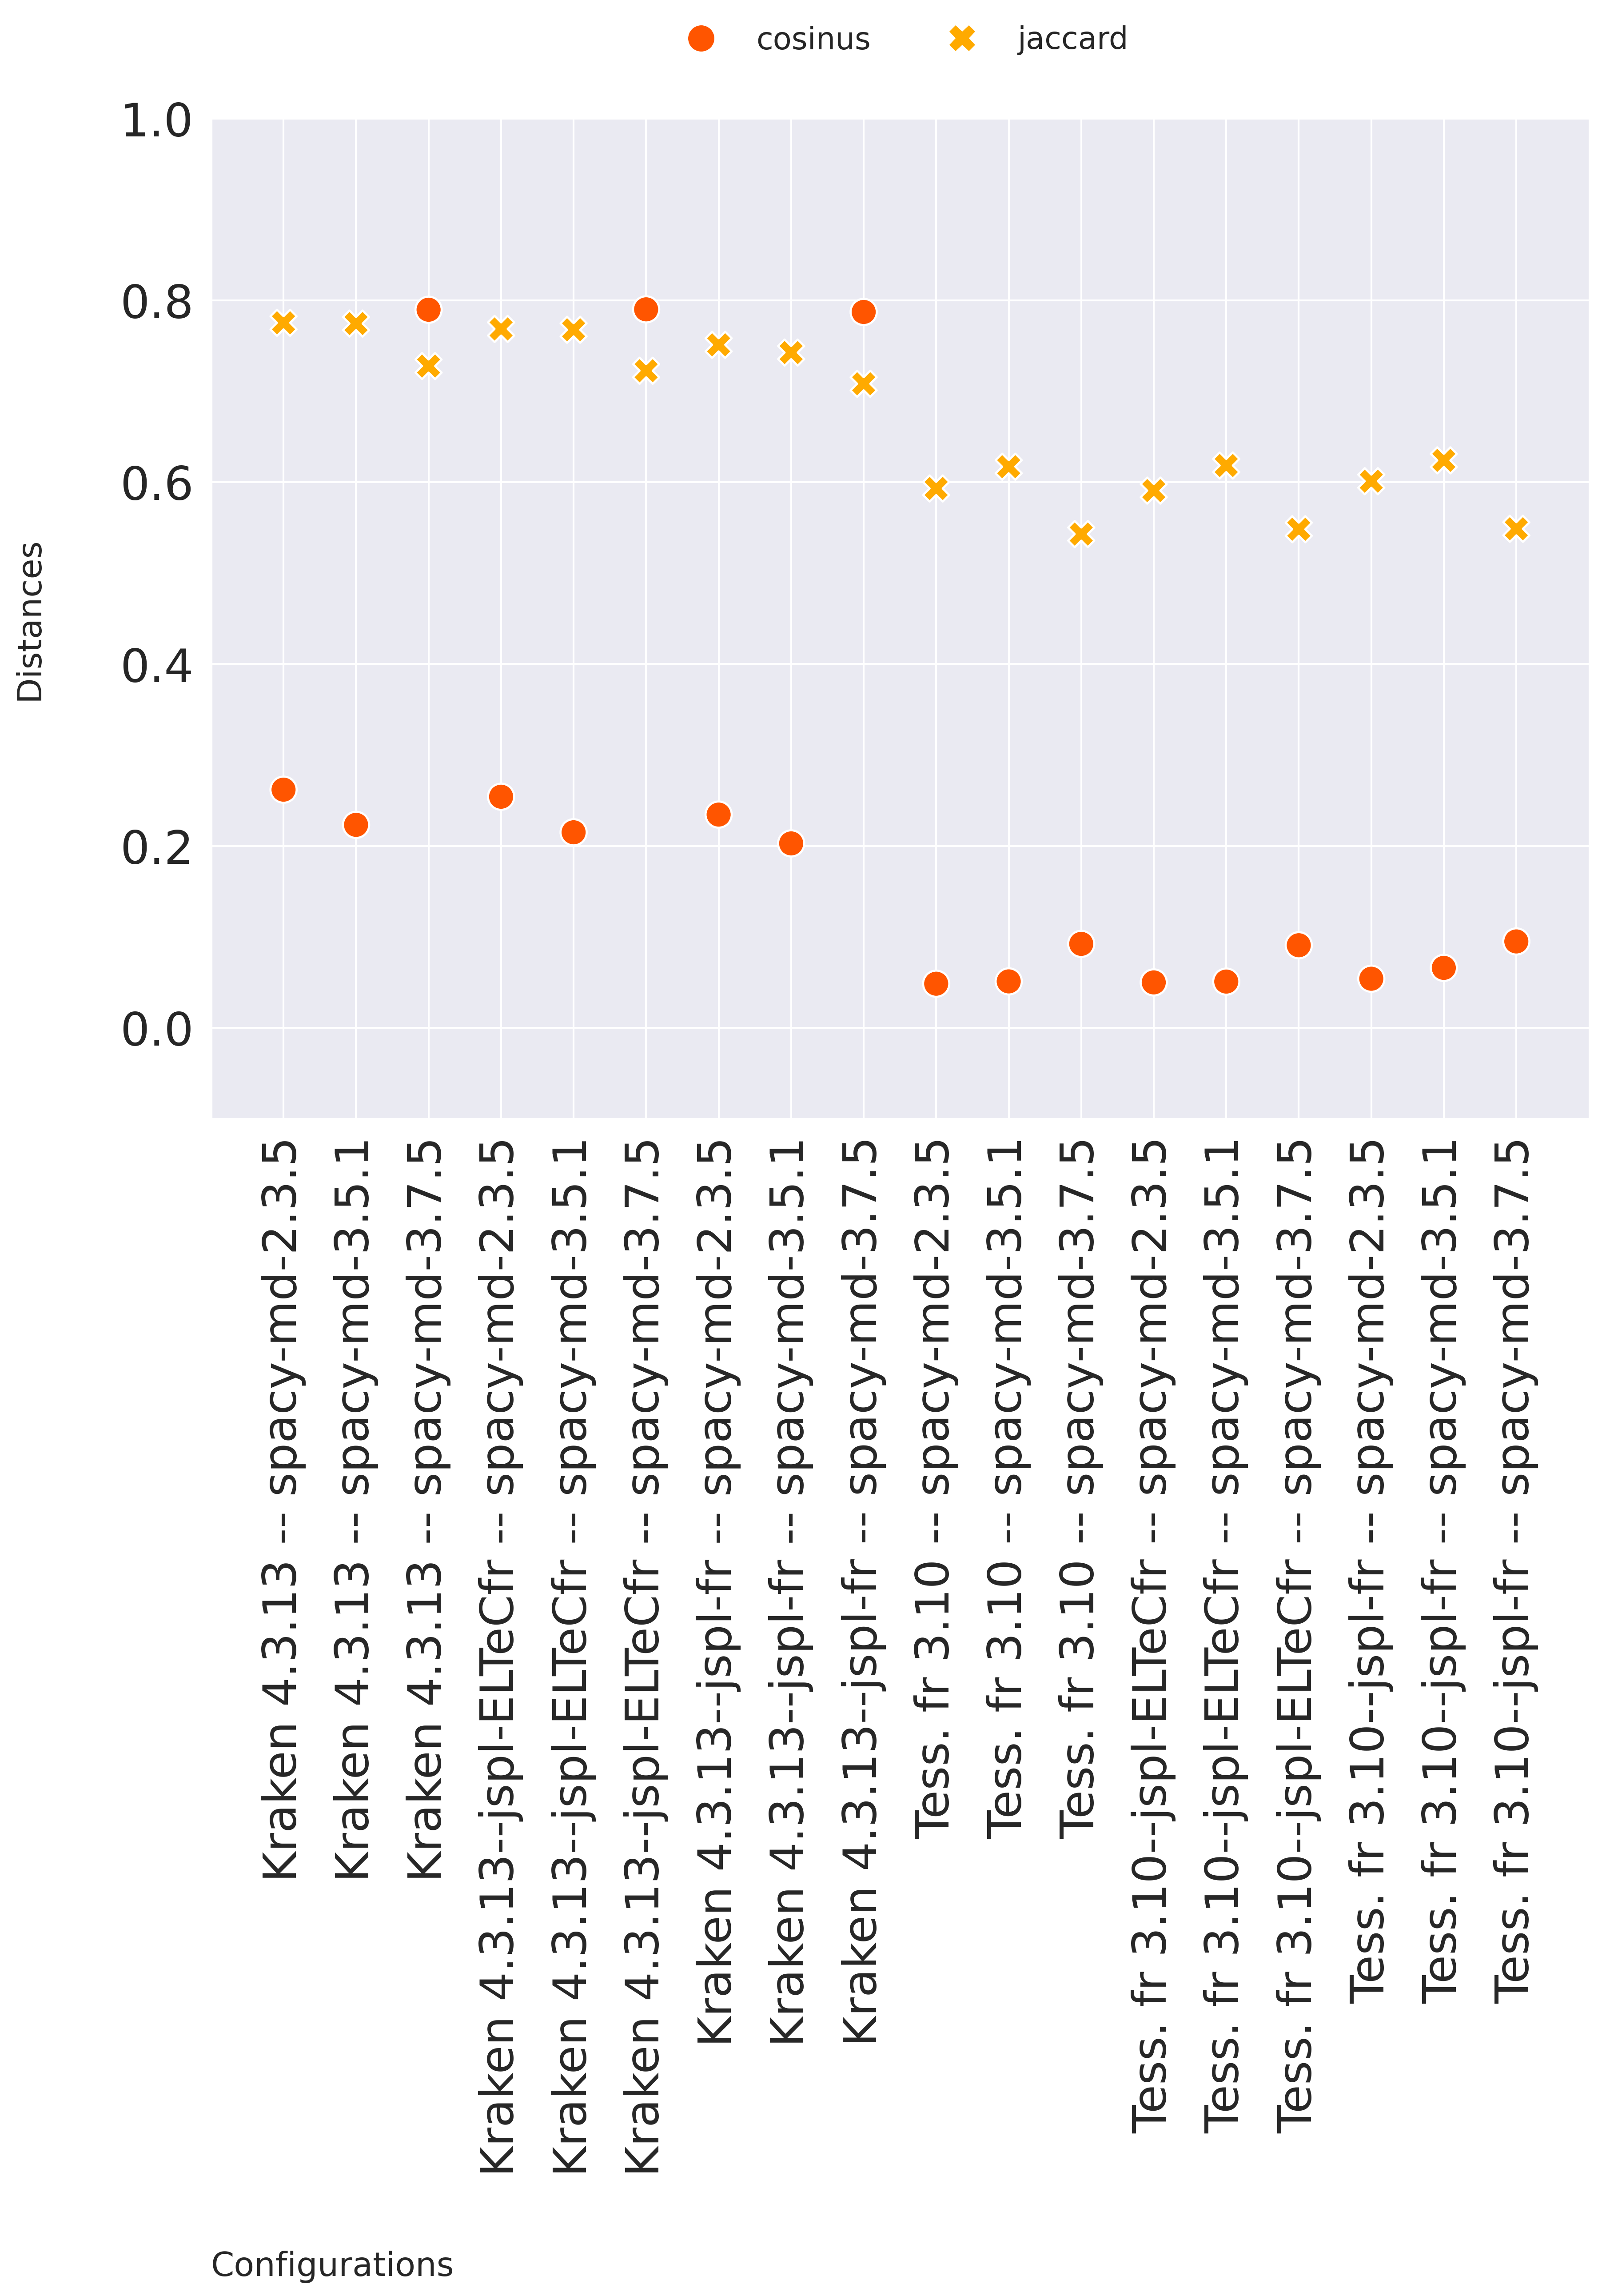 cosinus jaccard
1.0
0.8
0.6
0.4
0.2
0.0
Distances
Kraken 4.3.13 -- spacy-md-2.3.5
Kraken 4.3.13 -- spacy-md-3.5.1
Kraken 4.3.13 -- spacy-md-3.7.5
Kraken 4.3.13--jspl-ELTeCfr -- spacy-md-2.3.5
Kraken 4.3.13--jspl-ELTeCfr -- spacy-md-3.5.1
Kraken 4.3.13--jspl-ELTeCfr -- spacy-md-3.7.5
Kraken 4.3.13--jspl-fr -- spacy-md-2.3.5
Kraken 4.3.13--jspl-fr -- spacy-md-3.5.1
Kraken 4.3.13--jspl-fr -- spacy-md-3.7.5
Tess. fr 3.10 -- spacy-md-2.3.5
Tess. fr 3.10 -- spacy-md-3.5.1
Tess. fr 3.10 -- spacy-md-3.7.5
Tess. fr 3.10--jspl-ELTeCfr -- spacy-md-2.3.5
Tess. fr 3.10--jspl-ELTeCfr -- spacy-md-3.5.1
Tess. fr 3.10--jspl-ELTeCfr -- spacy-md-3.7.5
Tess. fr 3.10--jspl-fr -- spacy-md-2.3.5
Tess. fr 3.10--jspl-fr -- spacy-md-3.5.1
Tess. fr 3.10--jspl-fr -- spacy-md-3.7.5
Configurations